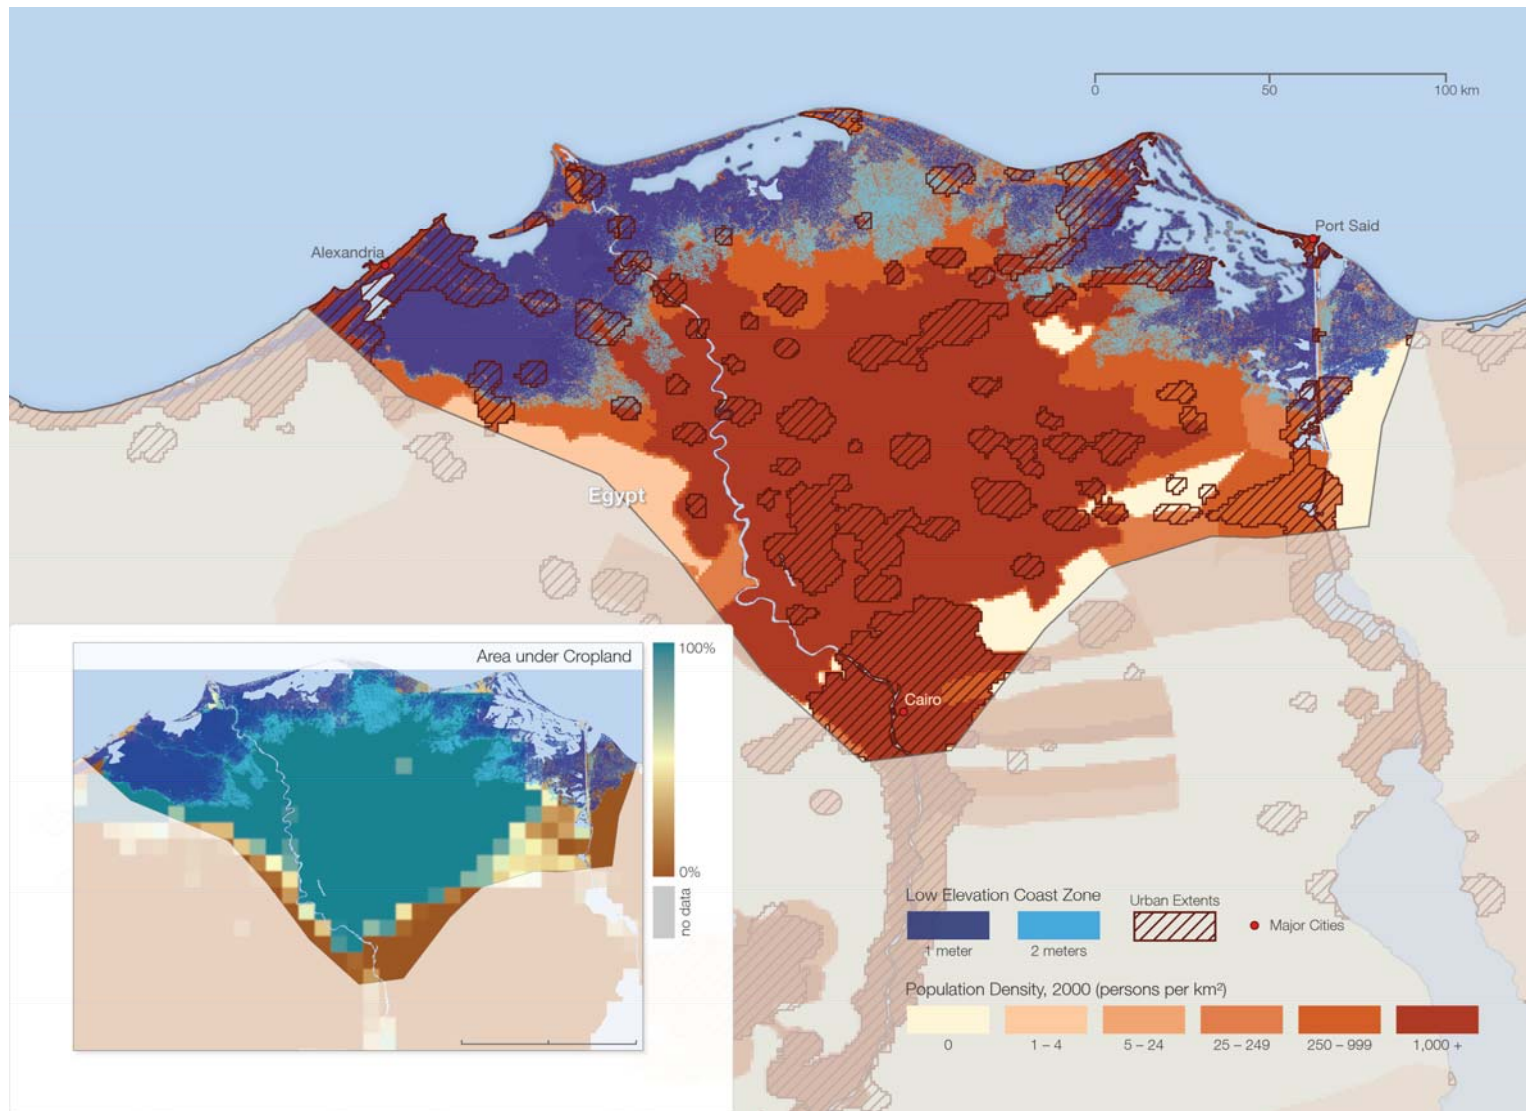 0
50
100 km
Port Said
Alexandria
Egypt
Area under Cropland
100%
0%
no data
Cairo
Low Elevation Coast Zone
Urban Extents
1 meter
2 meters
Major Cities
Population Density, 2000 (persons per km²)
0
1 – 4
5 – 24
25 – 249
250 – 999
1,000 +